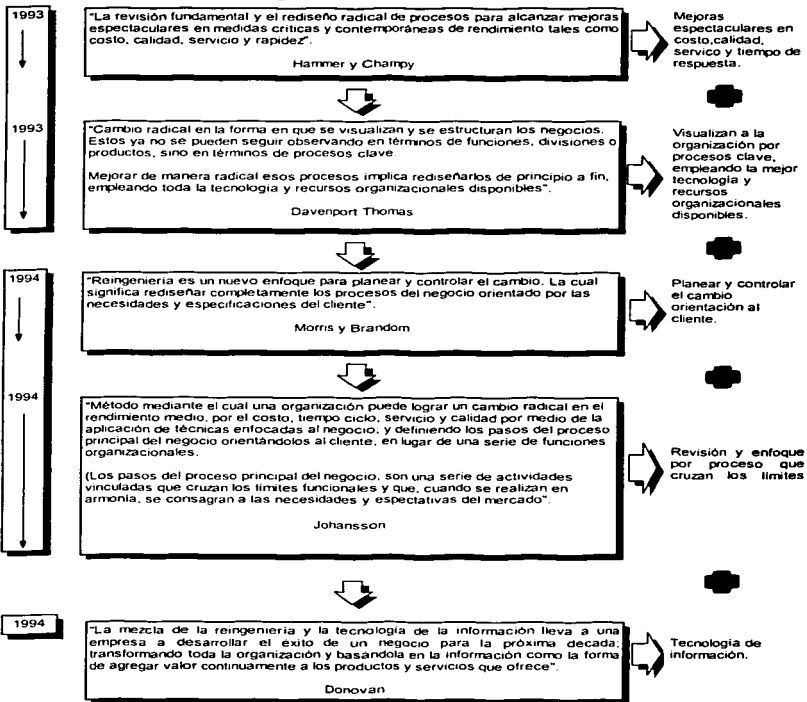 1993
"La revisión fundamental y el rediseño radical de procesos para alcanzar mejoras
espectaculares en medidas criticas y contemporáneas de rendimiento tales como
costo, calidad, servicio y rapidez".
Hammer y Champy
Mejoras
espectaculares en
costo,calidad,
servico y tiempo de
respuesta.
1993
"Cambio radical en la forma en que se visualizan y se estructuran los negocios.
Estos ya no se pueden seguir observando en términos de funciones, divisiones o
productos, sino en términos de procesos clave.
Mejorar de manera radical esos procesos implica rediseñarlos de principio a fin,
empleando toda la tecnología y recursos organizacionales disponibles".
Davenport Thomas
Visualizan a la
organización por
procesos clave,
empleando la mejor
tecnología y
recursos
organizacionales
disponibles.
1994
"Reingeniería es un nuevo enfoque para planear y controlar el cambio. La cual
significa rediseñar completamente los procesos del negocio orientado por las
necesidades y especificaciones del cliente".
Morris y Brandom
Planear y controlar
el cambio
orientación al
cliente.
1994
"Método mediante el cual una organización puede lograr un cambio radical en el
rendimiento medio, por el costo, tiempo ciclo, servicio y calidad por medio de la
aplicación de técnicas enfocadas al negocio, y definiendo los pasos del proceso
principal del negocio orientándolos al cliente, en lugar de una serie de funciones
organizacionales.
(Los pasos del proceso principal del negocio, son una serie de actividades
vinculadas que cruzan los límites funcionales y que, cuando se realizan en
armonía, se consagran a las necesidades y espectativas del mercado".
Johansson
Revisión y enfoque
por proceso que
cruzan los límites
1994
"La mezcla de la reingeniería y la tecnología de la información lleva a una
empresa a desarrollar el éxito de un negocio para la próxima decada;
transformando toda la organización y basándola en la información como la forma
de agregar valor continuamente a los productos y servicios que ofrece".
Donovan
Tecnología de
información.